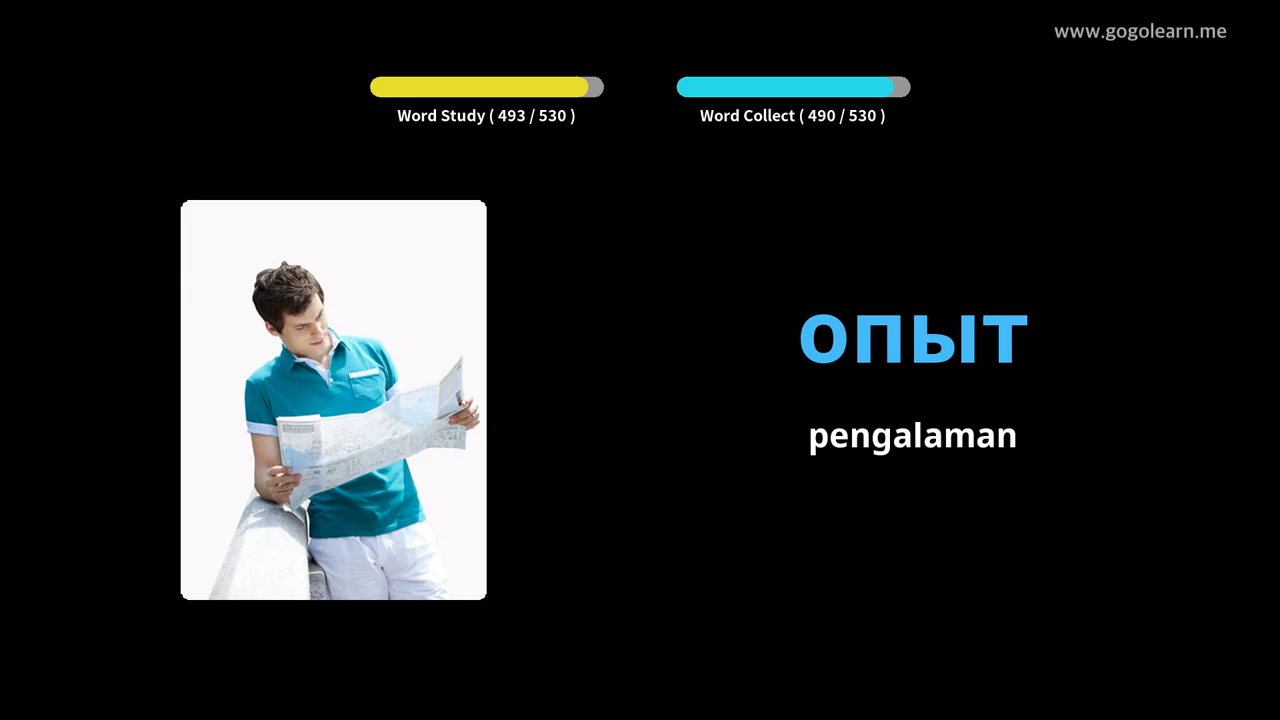 www.gogolearn.me
Word Study ( 493 / 530 )
Word Collect ( 490 / 530 )
опыт
pengalaman